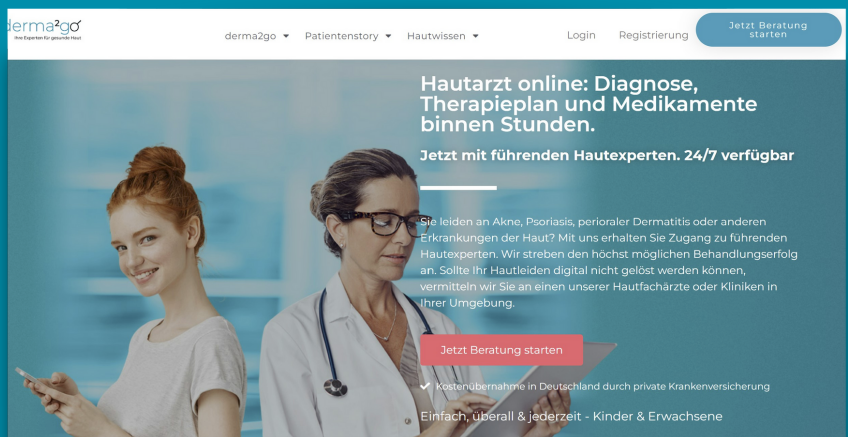 derma²go
Ihre Experten für gesunde Haut
derma2go
Patientenstory
Hautwissen
Login
Registrierung
Jetzt Beratung
starten
Hautarzt online: Diagnose,
Therapieplan und Medikamente
binnen Stunden.
Jetzt mit führenden Hautexperten. 24/7 verfügbar
Sie leiden an Akne, Psoriasis, perioraler Dermatitis oder anderen
Erkrankungen der Haut? Mit uns erhalten Sie Zugang zu führenden
Hautexperten. Wir streben den höchst möglichen Behandlungserfolg
an. Sollte Ihr Hautleiden digital nicht gelöst werden können,
vermitteln wir Sie an einen unserer Hautfachärzte oder Kliniken in
Ihrer Umgebung.
Jetzt Beratung starten
Kostenübernahme in Deutschland durch private Krankenversicherung
Einfach, überall & jederzeit - Kinder & Erwachsene